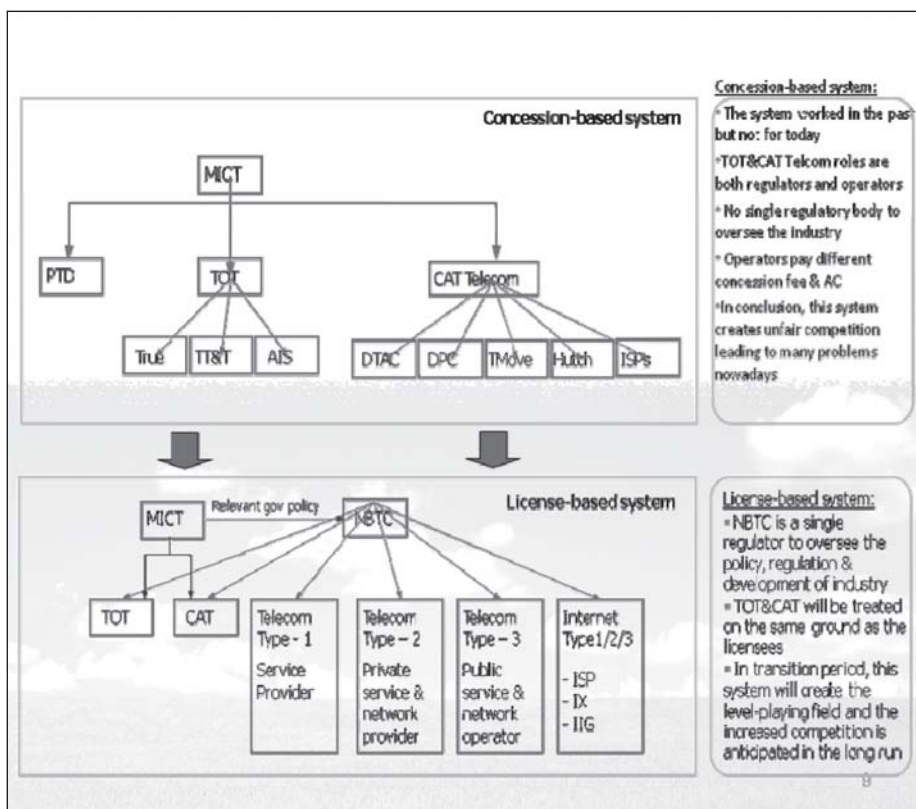 Concession-based system
MICT
PTD
TOT
CAT Telecom
True
TT&T
AIS
DTAC
DPC
TMove
Hutch
ISPs
Concession-based system:
* The system worked in the past
but no: for today
*TOT&CAT Telcom roles are
both regulators and operators
* No single regulatory body to
oversee the industry
* Operators pay different
concession fee & AC
*In conclusion, this system
creates unfair competition
leading to many problems
nowadays
License-based system
MICT
Relevant gov policy
NBTC
TOT
CAT
Telecom
Type - 1
Service
Provider
Telecom
Type – 2
Private
service &
network
provider
Telecom
Type – 3
Public
service &
network
operator
Internet
Type1/2/3
- ISP
- IX
- IIG
License-based system:
▪ NBTC is a single
regulator to oversee the
policy, regulation &
development of industry
▪ TOT&CAT will be treated
on the same ground as the
licensees
▪ In transition period, this
system will create the
level-playing field and the
increased competition is
anticipated in the long run
9